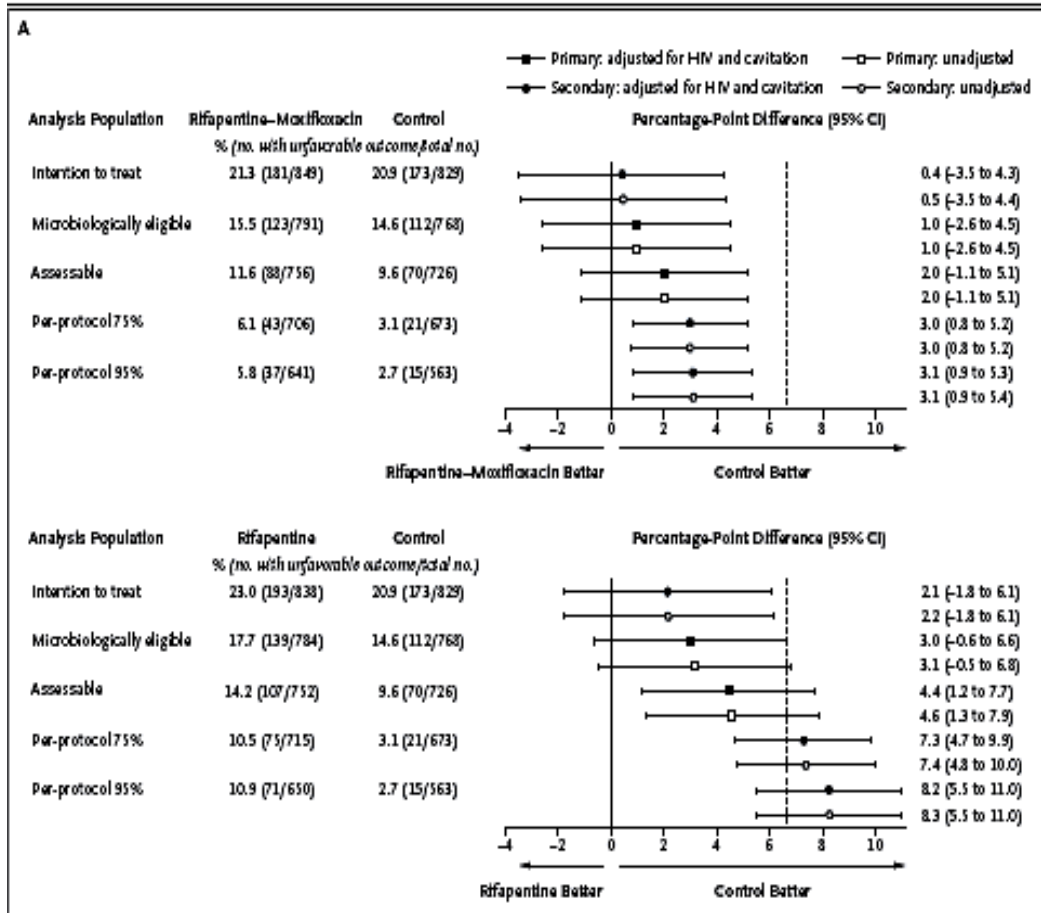 A
Primary: adjusted for HIV and cavitation Primary: unadjusted
Secondary: adjusted for HIV and cavitation Secondary: unadjusted
Analysis Population Rifapentine–Moxifloxacin Control Percentage-Point Difference (95% CI)
% (no. with unfavorable outcome/total no.)
Intention to treat 21.3 (181/849) 20.9 (173/829) 0.4 (–3.5 to 4.3)
0.5 (–3.5 to 4.4)
Microbiologically eligible 15.5 (123/791) 14.6 (112/768) 1.0 (–2.6 to 4.5)
1.0 (–2.6 to 4.5)
Assessable 11.6 (88/756) 9.6 (70/726) 2.0 (–1.1 to 5.1)
2.0 (–1.1 to 5.1)
Per-protocol 75% 6.1 (43/706) 3.1 (21/673) 3.0 (0.8 to 5.2)
3.0 (0.8 to 5.2)
Per-protocol 95% 5.8 (37/641) 2.7 (15/563) 3.1 (0.9 to 5.3)
3.1 (0.9 to 5.4)
–4 –2 0 2 4 6 8 10
Rifapentine–Moxifloxacin Better Control Better
Analysis Population Rifapentine Control Percentage-Point Difference (95% CI)
% (no. with unfavorable outcome/total no.)
Intention to treat 23.0 (193/838) 20.9 (173/829) 2.1 (–1.8 to 6.1)
2.2 (–1.8 to 6.1)
Microbiologically eligible 17.7 (139/784) 14.6 (112/768) 3.0 (–0.6 to 6.6)
3.1 (–0.5 to 6.8)
Assessable 14.2 (107/752) 9.6 (70/726) 4.4 (1.2 to 7.7)
4.6 (1.3 to 7.9)
Per-protocol 75% 10.5 (75/715) 3.1 (21/673) 7.3 (4.7 to 9.9)
7.4 (4.8 to 10.0)
Per-protocol 95% 10.9 (71/650) 2.7 (15/563) 8.2 (5.5 to 11.0)
8.3 (5.5 to 11.0)
–4 –2 0 2 4 6 8 10
Rifapentine Better Control Better